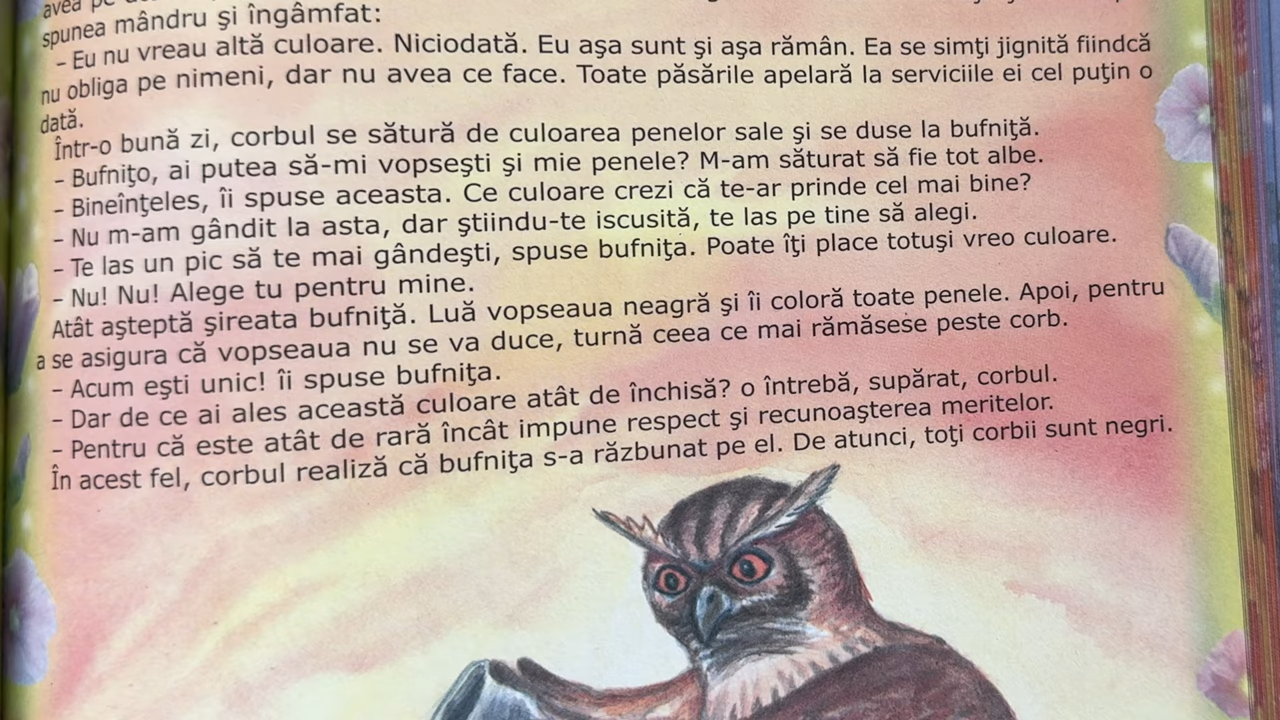 avea pe
spunea mândru şi îngâmfat:
– Eu nu vreau altă culoare. Niciodată. Eu aşa sunt şi aşa rămân. Ea se simţi jignită fiindcă
nu obliga pe nimeni, dar nu avea ce face. Toate păsările apelară la serviciile ei cel puţin o
dată.
Într-o bună zi, corbul se sătură de culoarea penelor sale şi se duse la bufniţă.
– Bufniţo, ai putea să-mi vopseşti şi mie penele? M-am săturat să fie tot albe.
– Bineînţeles, îi spuse aceasta. Ce culoare crezi că te-ar prinde cel mai bine?
– Nu m-am gândit la asta, dar ştiindu-te iscusită, te las pe tine să alegi.
– Te las un pic să te mai gândeşti, spuse bufniţa. Poate îţi place totuşi vreo culoare.
– Nu! Nu! Alege tu pentru mine.
Atât aşteptă şireata bufniţă. Luă vopseaua neagră şi îi coloră toate penele. Apoi, pentru
a se asigura că vopseaua nu se va duce, turnă ceea ce mai rămăsese peste corb.
– Acum eşti unic! îi spuse bufniţa.
– Dar de ce ai ales această culoare atât de închisă? o întrebă, supărat, corbul.
– Pentru că este atât de rară încât impune respect şi recunoaşterea meritelor.
În acest fel, corbul realiză că bufniţa s-a răzbunat pe el. De atunci, toţi corbii sunt negri.